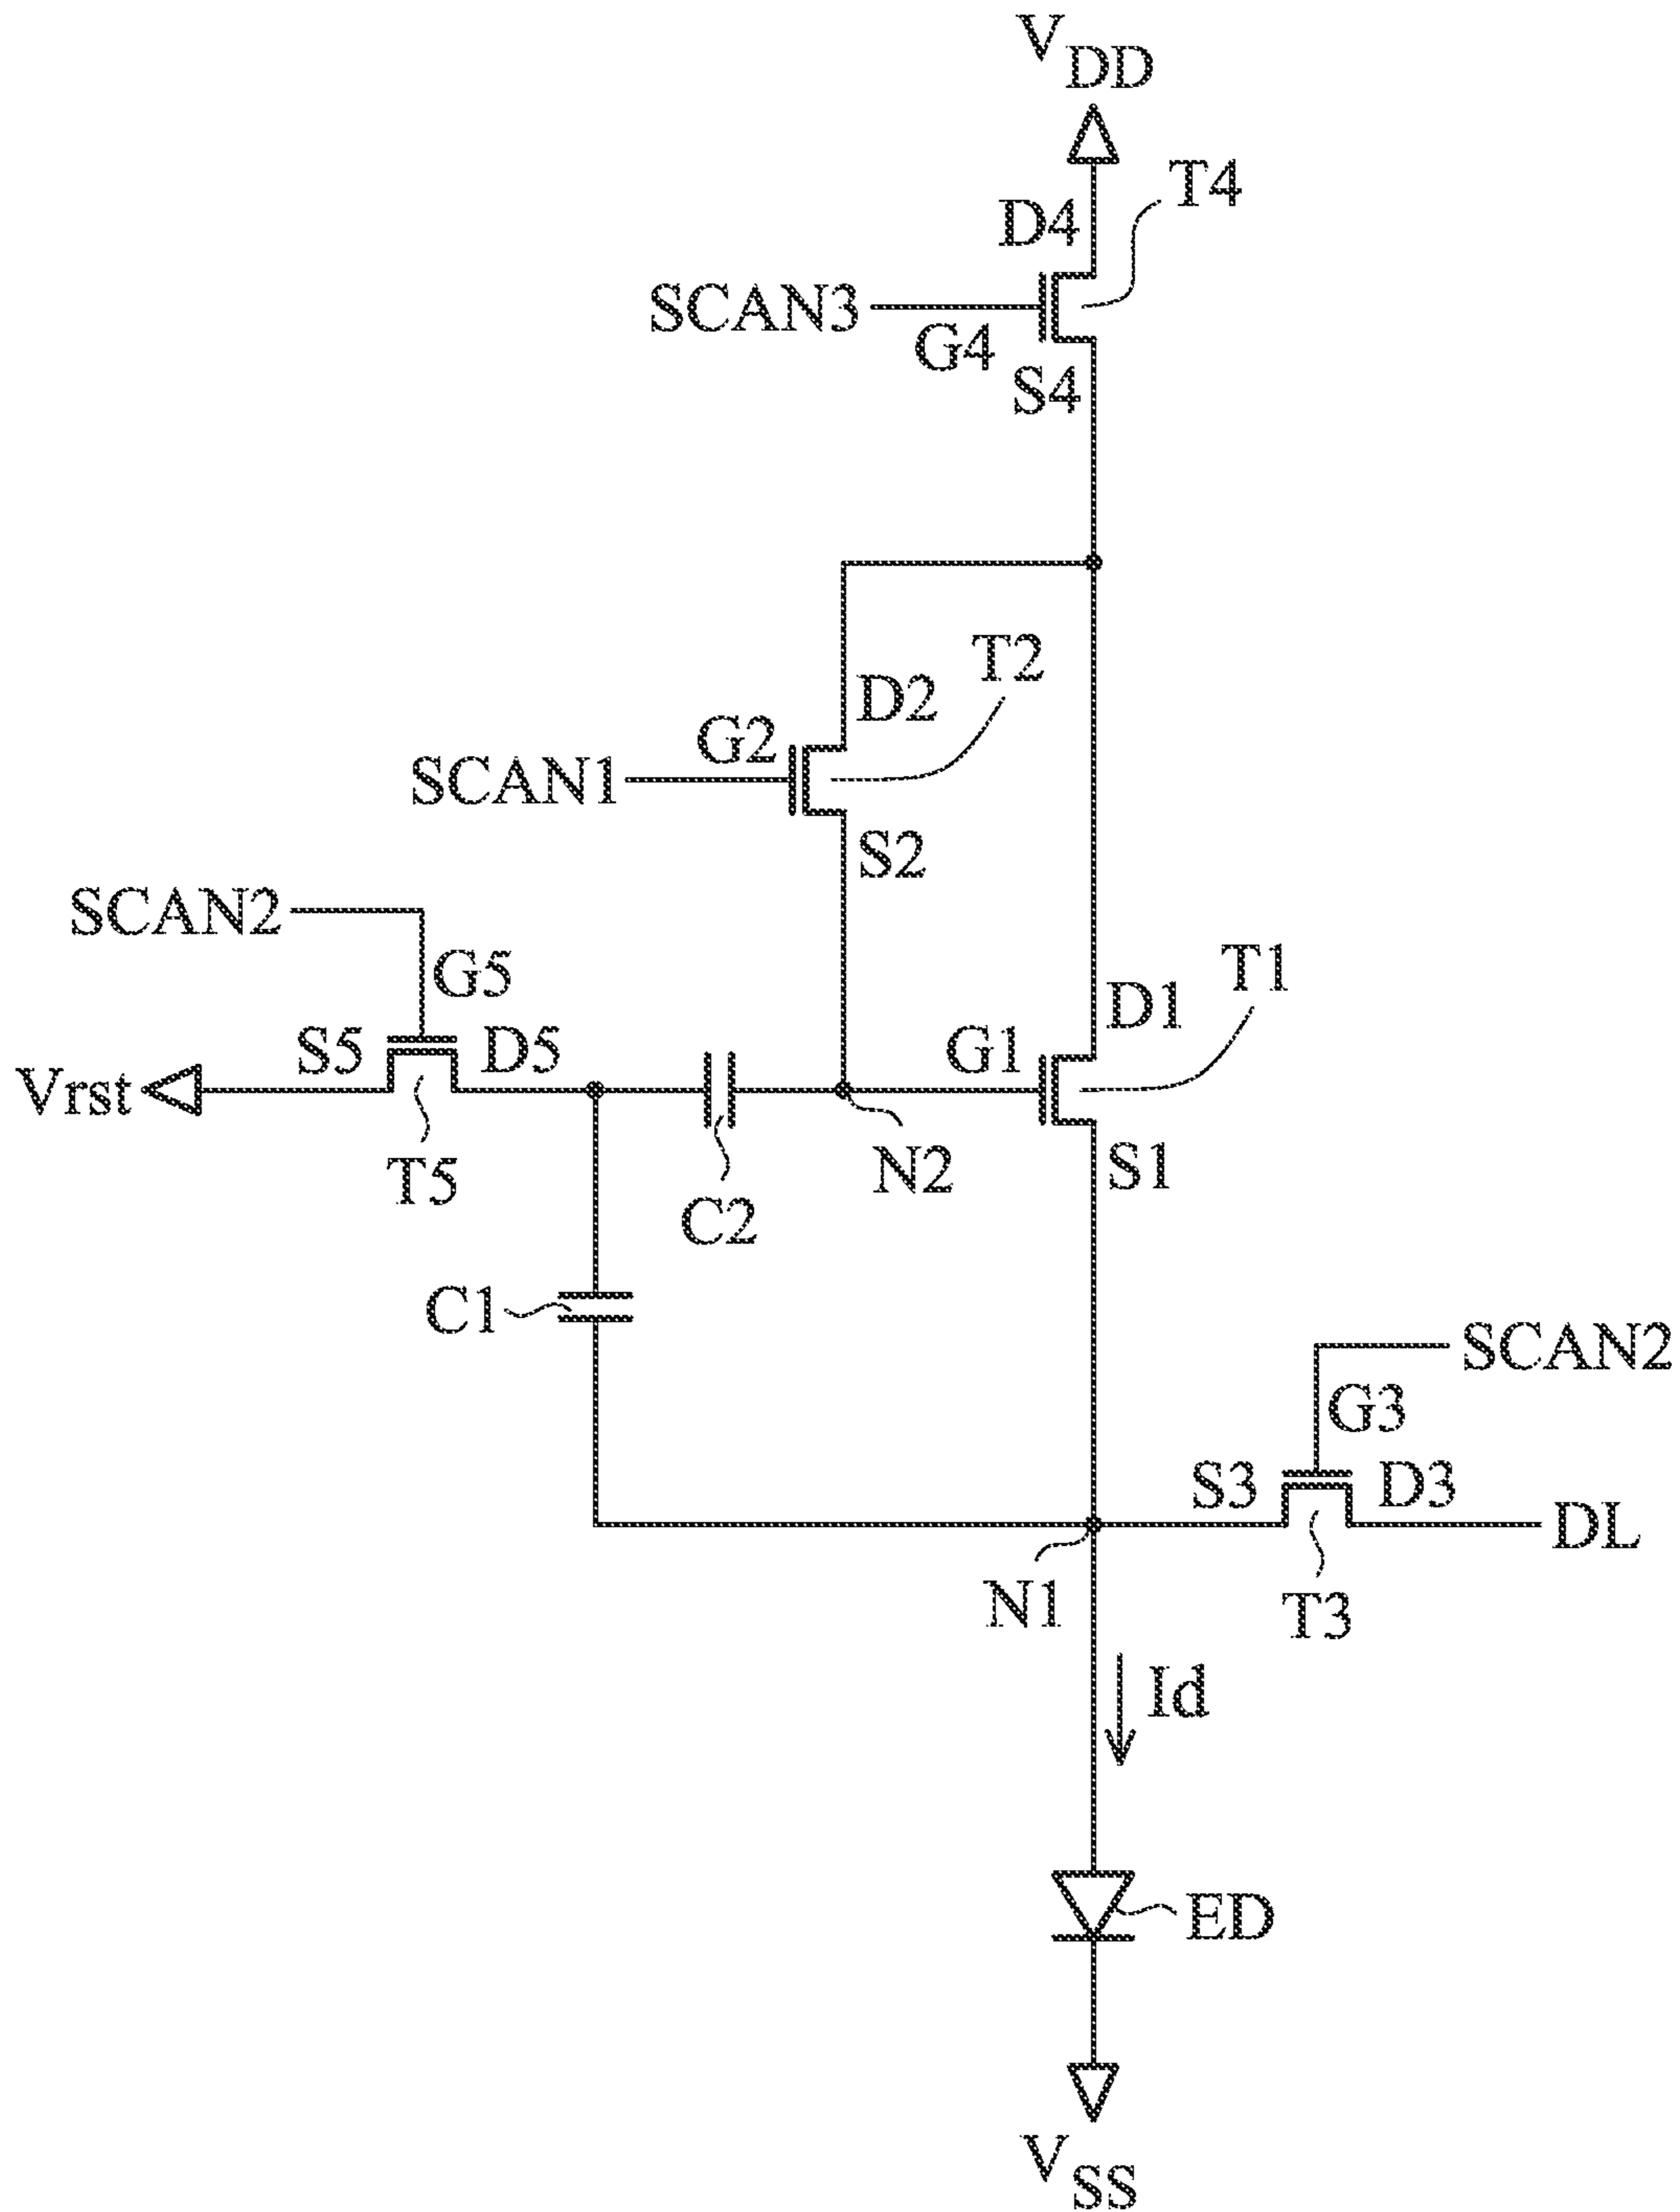 VDD
T4
D4
SCAN3
G4
S4
T2
D2
G2
SCAN1
S2
SCAN2
G5
T1
D1
S5
D5
G1
Vrst
T5
N2
S1
C2
C1
SCAN2
G3
S3
D3
DL
N1
T3
Id
ED
VSS